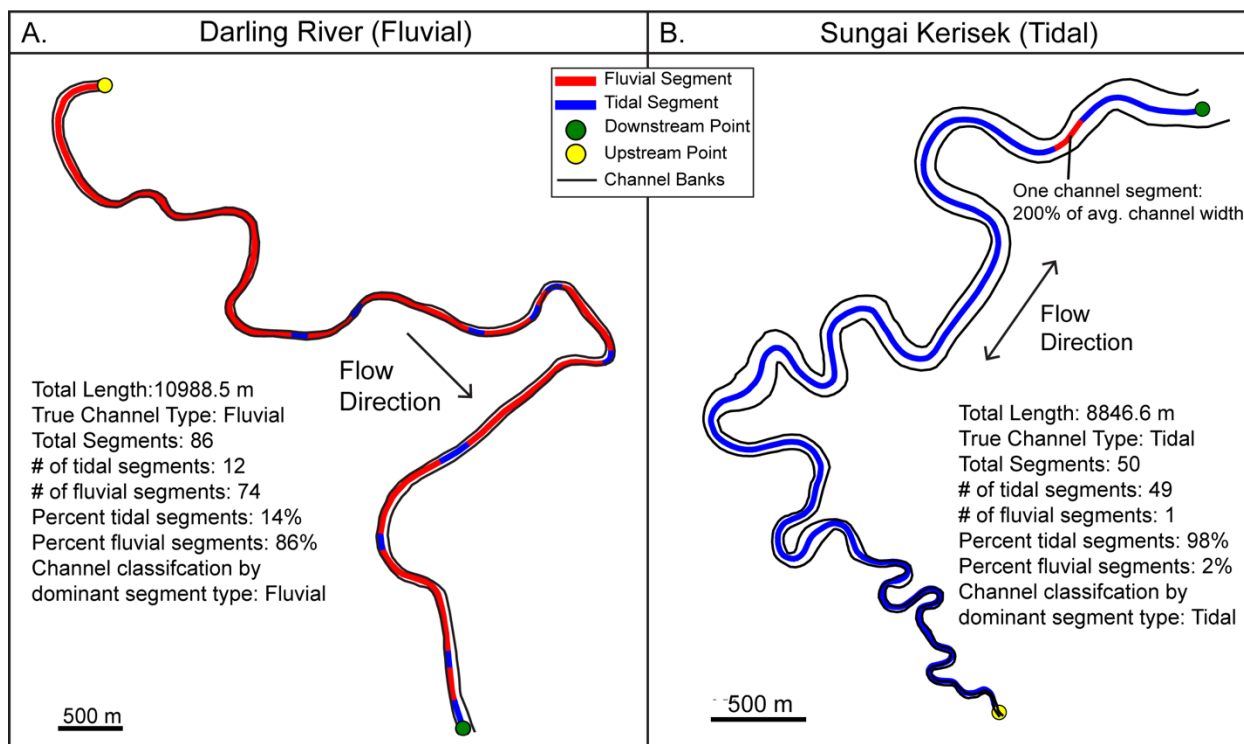 A.
Darling River (Fluvial)
B.
Sungai Kerisek (Tidal)
Fluvial Segment
Tidal Segment
Downstream Point
Upstream Point
Channel Banks
Flow
Direction
Total Length:10988.5 m
True Channel Type: Fluvial
Total Segments: 86
# of tidal segments: 12
# of fluvial segments: 74
Percent tidal segments: 14%
Percent fluvial segments: 86%
Channel classifcation by
dominant segment type: Fluvial
500 m
One channel segment:
200% of avg. channel width
Flow
Direction
Total Length: 8846.6 m
True Channel Type: Tidal
Total Segments: 50
# of tidal segments: 49
# of fluvial segments: 1
Percent tidal segments: 98%
Percent fluvial segments: 2%
Channel classifcation by
dominant segment type: Tidal
500 m